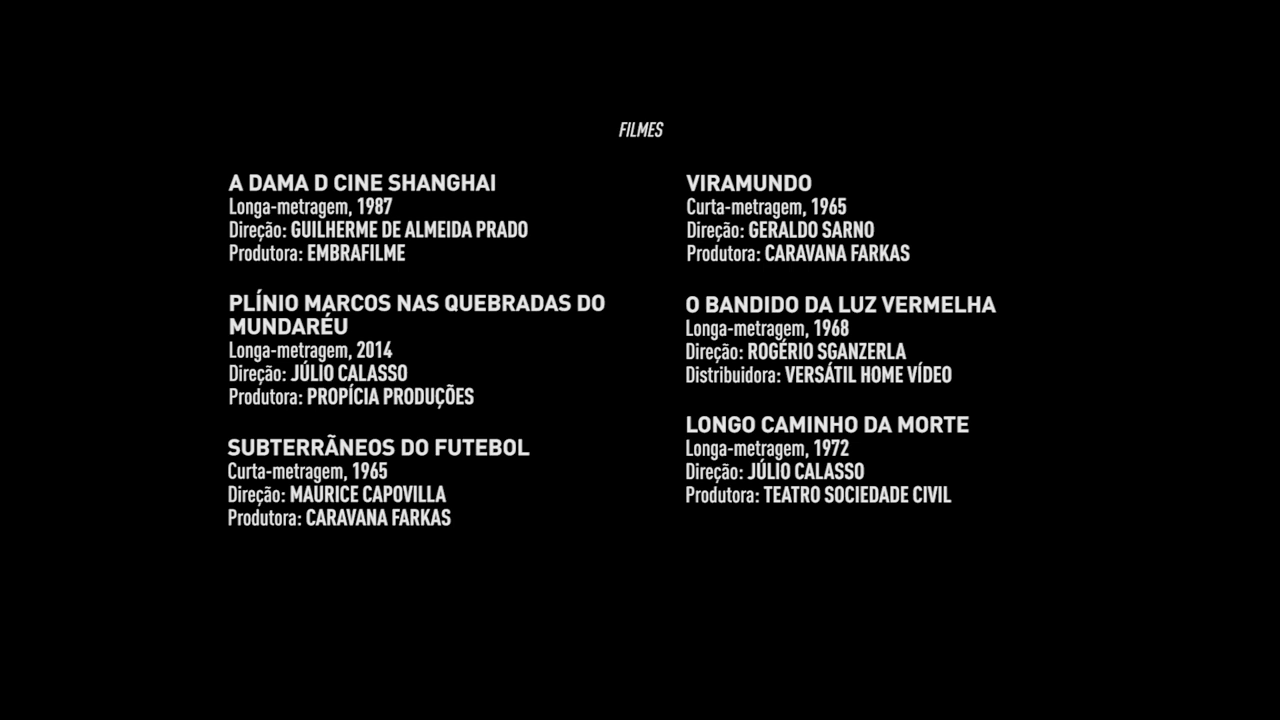 FILMES
A DAMA D CINE SHANGHAI
Longa-metragem, 1987
Direção: GUILHERME DE ALMEIDA PRADO
Produtora: EMBRAFILME
PLÍNIO MARCOS NAS QUEBRADAS DO
MUNDARÉU
Longa-metragem, 2014
Direção: JÚLIO CALASSO
Produtora: PROPÍCIA PRODUÇÕES
SUBTERRÃNEOS DO FUTEBOL
Curta-metragem, 1965
Direção: MAURICE CAPOVILLA
Produtora: CARAVANA FARKAS
VIRAMUNDO
Curta-metragem, 1965
Direção: GERALDO SARNO
Produtora: CARAVANA FARKAS
O BANDIDO DA LUZ VERMELHA
Longa-metragem, 1968
Direção: ROGÉRIO SGANZERLA
Distribuidora: VERSÁTIL HOME VÍDEO
LONGO CAMINHO DA MORTE
Longa-metragem, 1972
Direção: JÚLIO CALASSO
Produtora: TEATRO SOCIEDADE CIVIL